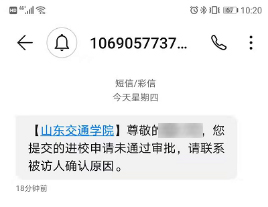 10:20
1069057737...
短信/彩信
今天星期四
【山东交通学院】尊敬的 ，您
提交的进校申请未通过审批，请联系
被访人确认原因。
18分钟前